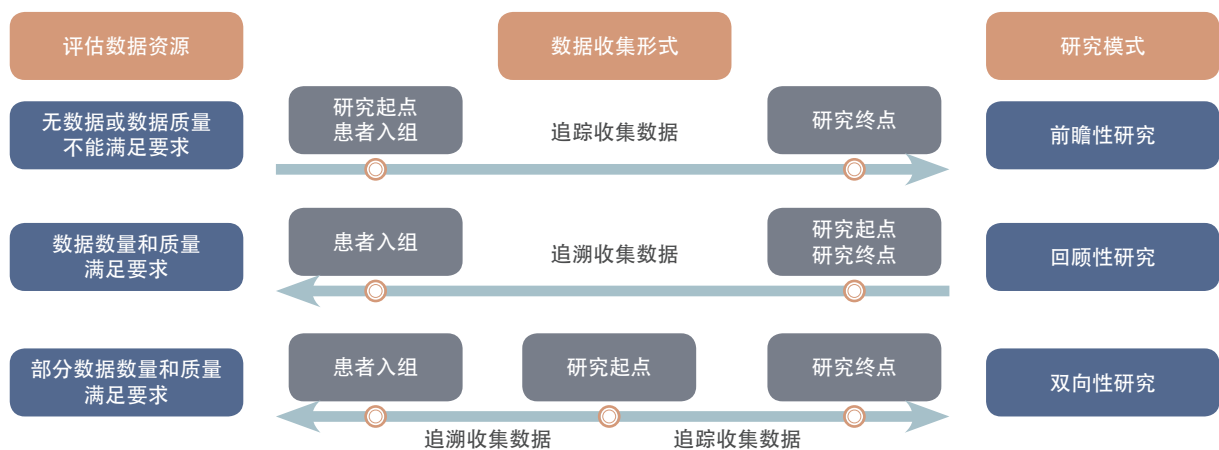 评估数据资源
数据收集形式
研究模式
无数据或数据质量
不能满足要求
研究起点
患者入组
追踪收集数据
研究终点
前瞻性研究
数据数量和质量
满足要求
患者入组
追溯收集数据
研究起点
研究终点
回顾性研究
部分数据数量和质量
满足要求
患者入组
研究起点
研究终点
双向性研究
追溯收集数据
追踪收集数据